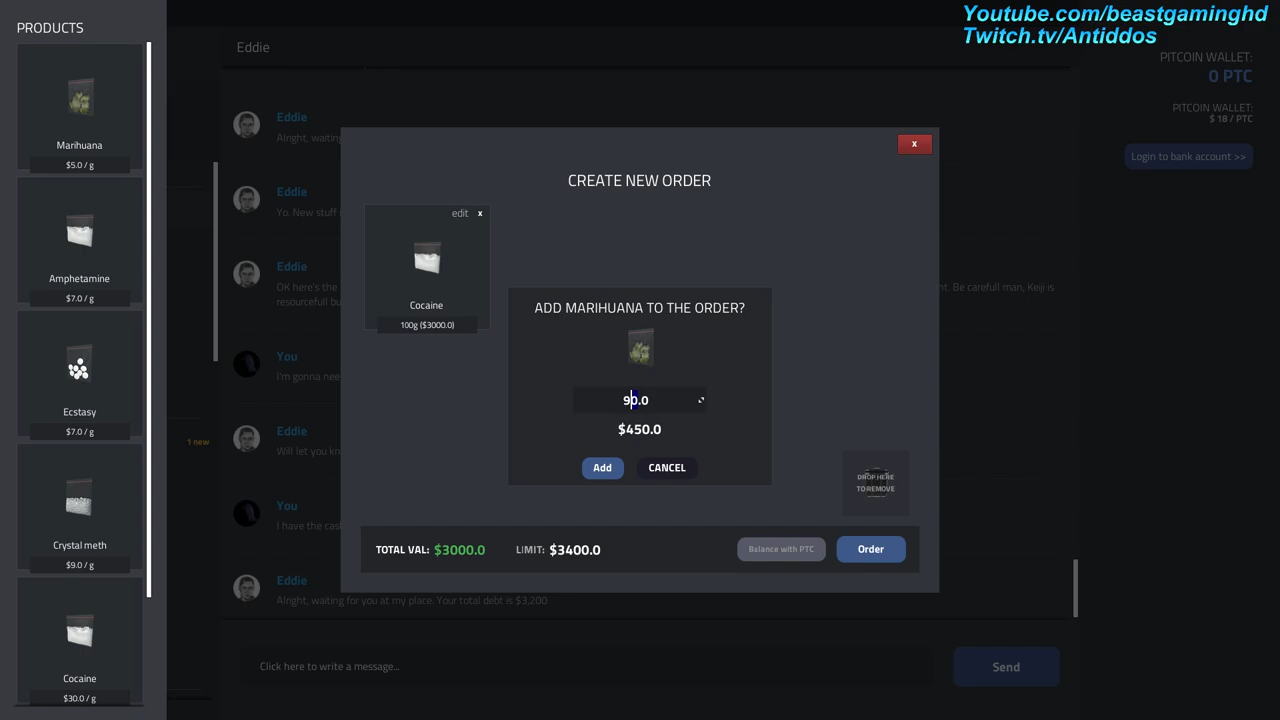 Youtube.com/beastgaminghd
Twitch.tv/Antiddos
PRODUCTS
Marihuana
$5.0 / g
Amphetamine
$7.0 / g
Ecstasy
$7.0 / g
Crystal meth
$9.0 / g
Cocaine
$30.0 / g
1 new
Eddie
Eddie
Alright, waiting
Eddie
Yo. New stuff
Eddie
OK here's the
nt. Be carefull man, Keiji is
resourcefull bu
You
I'm gonna nee
Eddie
Will let you kn
You
I have the cas
Eddie
Alright, waiting for you at my place. Your total debt is $3,200
Click here to write a message...
Send
PITCOIN WALLET:
0 PTC
PITCOIN WALLET:
$ 18 / PTC
Login to bank account >>
x
CREATE NEW ORDER
edit x
Cocaine
100g ($3000.0)
ADD MARIHUANA TO THE ORDER?
90.0
$450.0
Add
CANCEL
DROP HERE
TO REMOVE
TOTAL VAL: $3000.0
LIMIT: $3400.0
Balance with PTC
Order